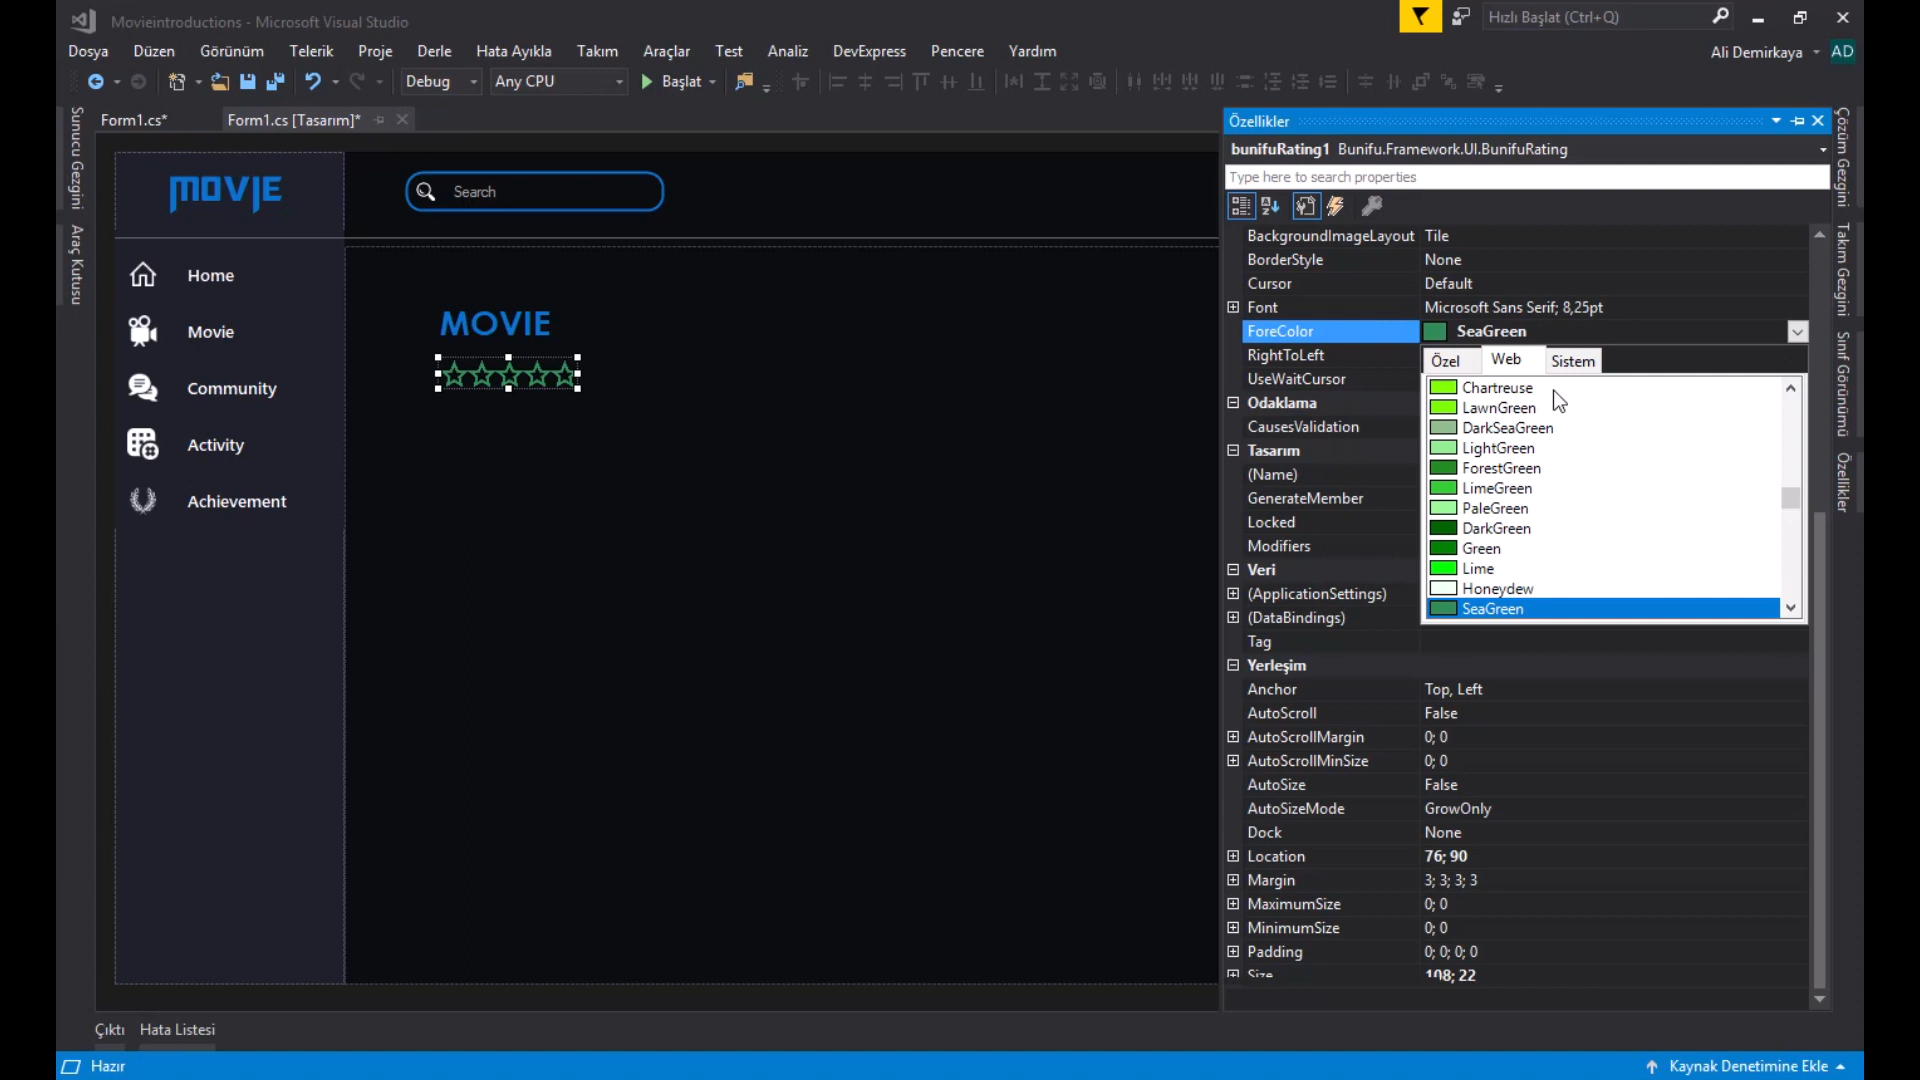 Movieintroductions - Microsoft Visual Studio
Hızlı Başlat (Ctrl+Q)
Dosya Düzen Görünüm Telerik Proje Derle Hata Ayıkla Takım Araçlar Test Analiz DevExpress Pencere Yardım
Ali Demirkaya AD
Debug Any CPU Başlat
Form1.cs* Form1.cs [Tasarım]*
Sunucu Gezgini
Araç Kutusu
MOVIE
Search
Home
Movie
Community
Activity
Achievement
MOVIE
Özellikler
bunifuRating1 Bunifu.Framework.UI.BunifuRating
Type here to search properties
BackgroundImageLayout Tile
BorderStyle None
Cursor Default
Font Microsoft Sans Serif; 8,25pt
ForeColor SeaGreen
RightToLeft
UseWaitCursor
Odaklama
CausesValidation
Tasarım
(Name)
GenerateMember
Locked
Modifiers
Veri
(ApplicationSettings)
(DataBindings)
Tag
Özel Web Sistem
Chartreuse
LawnGreen
DarkSeaGreen
LightGreen
ForestGreen
LimeGreen
PaleGreen
DarkGreen
Green
Lime
Honeydew
SeaGreen
Yerleşim
Anchor Top, Left
AutoScroll False
AutoScrollMargin 0; 0
AutoScrollMinSize 0; 0
AutoSize False
AutoSizeMode GrowOnly
Dock None
Location 76; 90
Margin 3; 3; 3; 3
MaximumSize 0; 0
MinimumSize 0; 0
Padding 0; 0; 0; 0
Size 108; 22
Çözüm Gezgini
Takım Gezgini
Sınıf Görünümü
Özellikler
Çıktı Hata Listesi
Hazır
Kaynak Denetimine Ekle